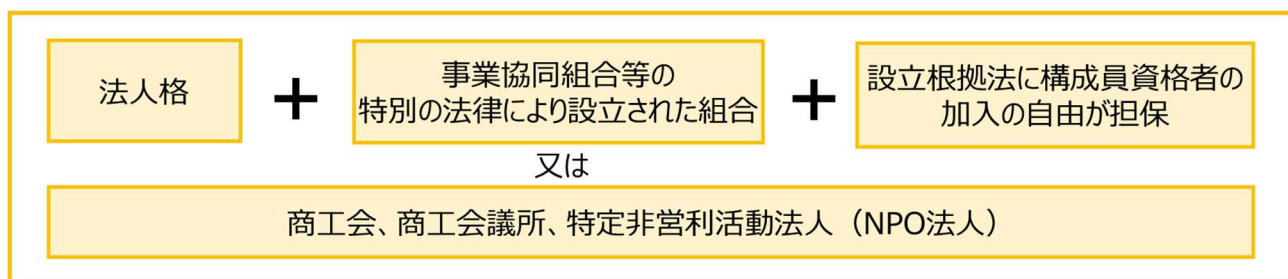 法人格
+
事業協同組合等の
特別の法律により設立された組合
+
設立根拠法に構成員資格者の
加入の自由が担保
又は
商工会、商工会議所、特定非営利活動法人（NPO法人）